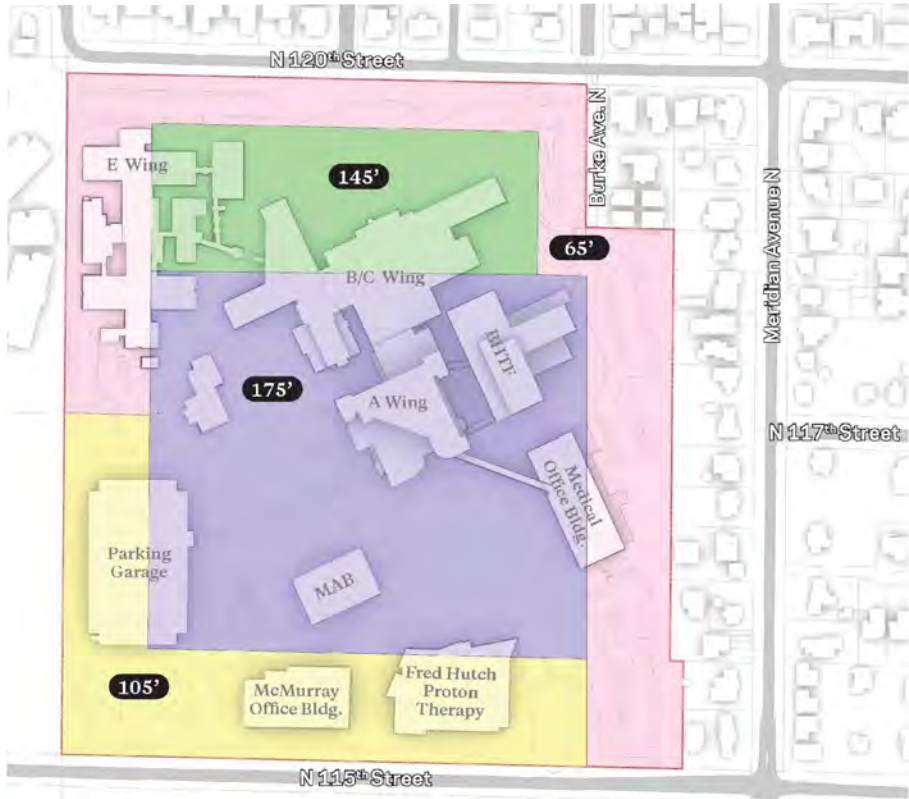 N 120th Street
Burke Ave. N
Meridian Avenue N
E Wing
145'
65'
B/C Wing
BHTF
175'
A Wing
N 117th Street
Medical
Office Bldg.
Parking
Garage
MAB
105'
McMurray
Office Bldg.
Fred Hutch
Proton
Therapy
N 115th Street